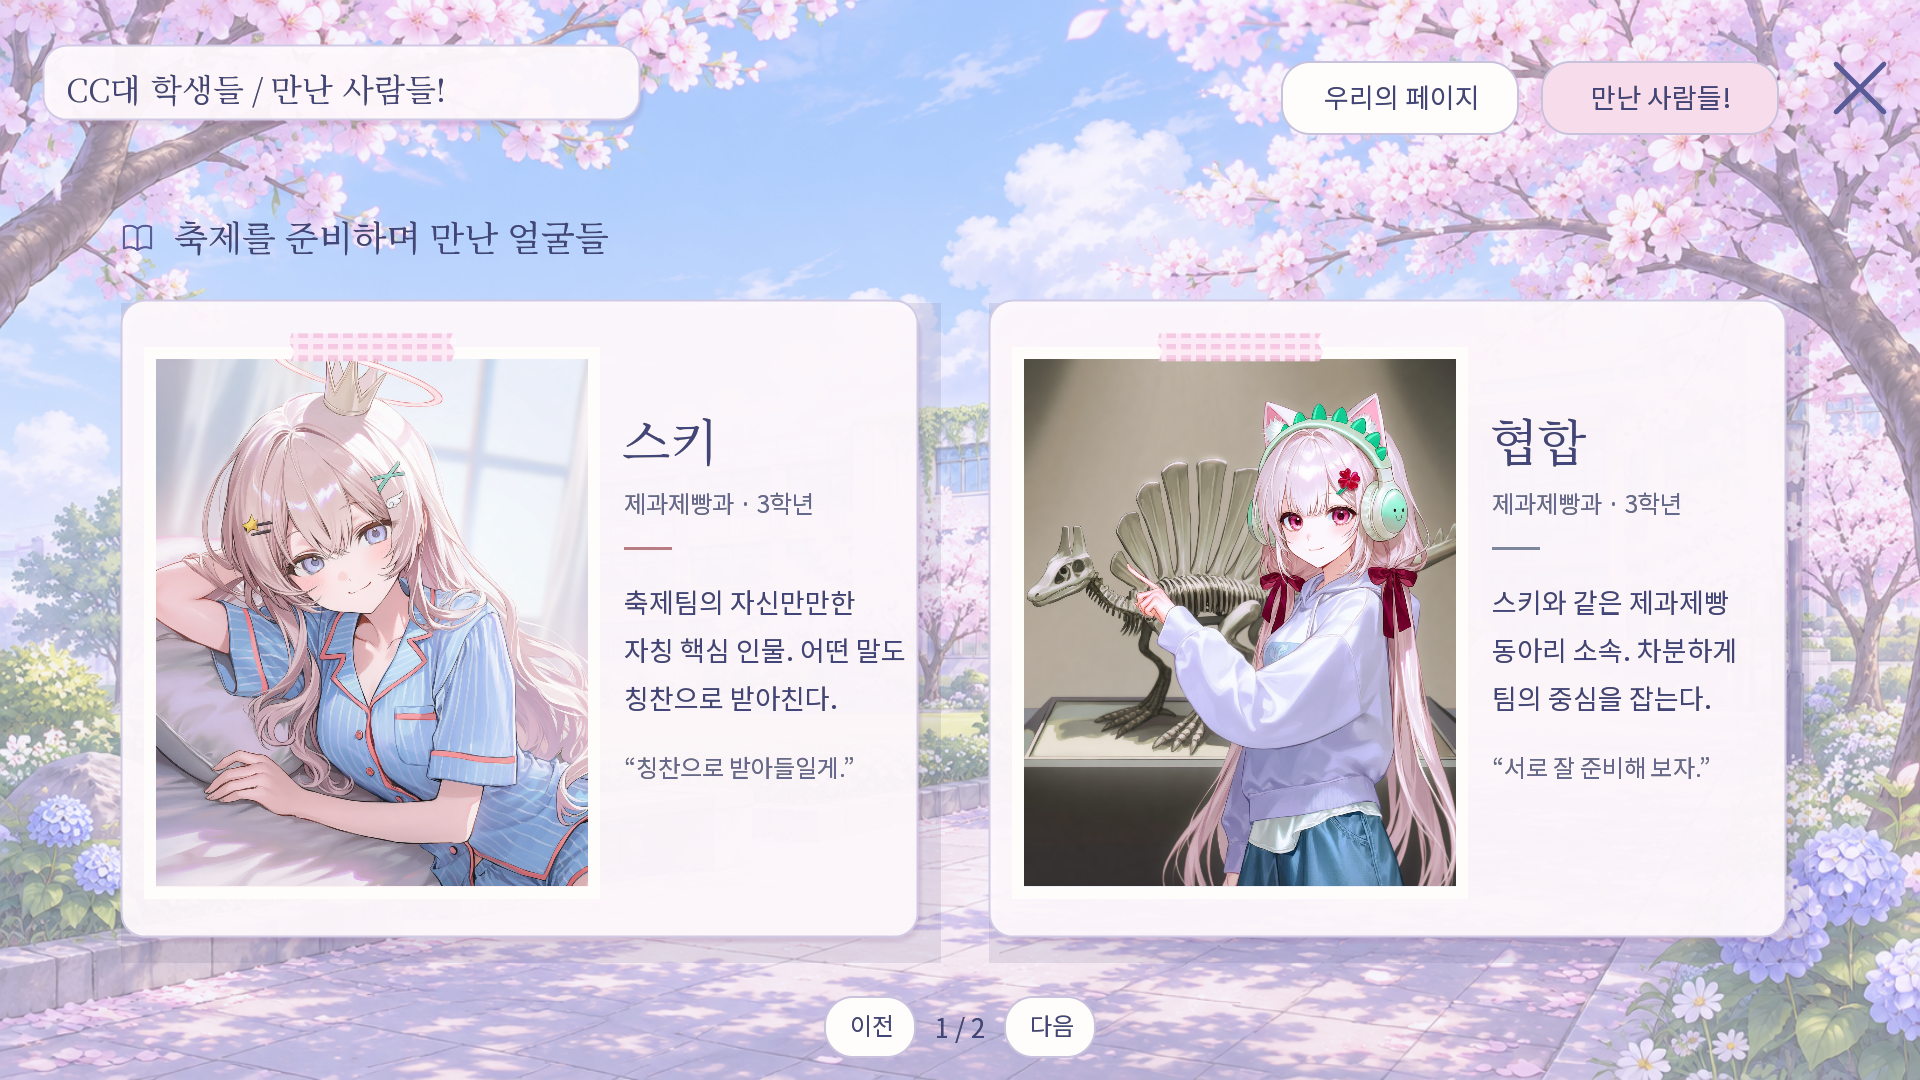 CC대 학생들 / 만난 사람들!
우리의 페이지
만난 사람들!
축제를 준비하며 만난 얼굴들
스키
제과제빵과 · 3학년
축제팀의 자신만만한
자칭 핵심 인물. 어떤 말도
칭찬으로 받아친다.
“칭찬으로 받아들일게.”
협합
제과제빵과 · 3학년
스키와 같은 제과제빵
동아리 소속. 차분하게
팀의 중심을 잡는다.
“서로 잘 준비해 보자.”
이전
1 / 2
다음